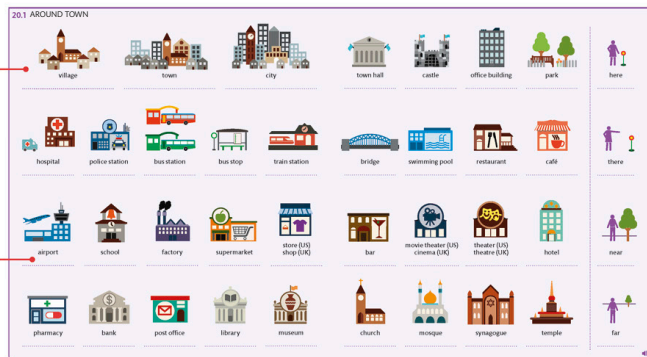 20.1 AROUND TOWN
village
town
city
town hall
castle
office building
park
here
hospital
police station
bus station
bus stop
train station
bridge
swimming pool
restaurant
café
there
airport
school
factory
supermarket
store (US)
shop (UK)
bar
movie theater (US)
cinema (UK)
theater (US)
theatre (UK)
hotel
near
pharmacy
bank
post office
library
museum
church
mosque
synagogue
temple
far